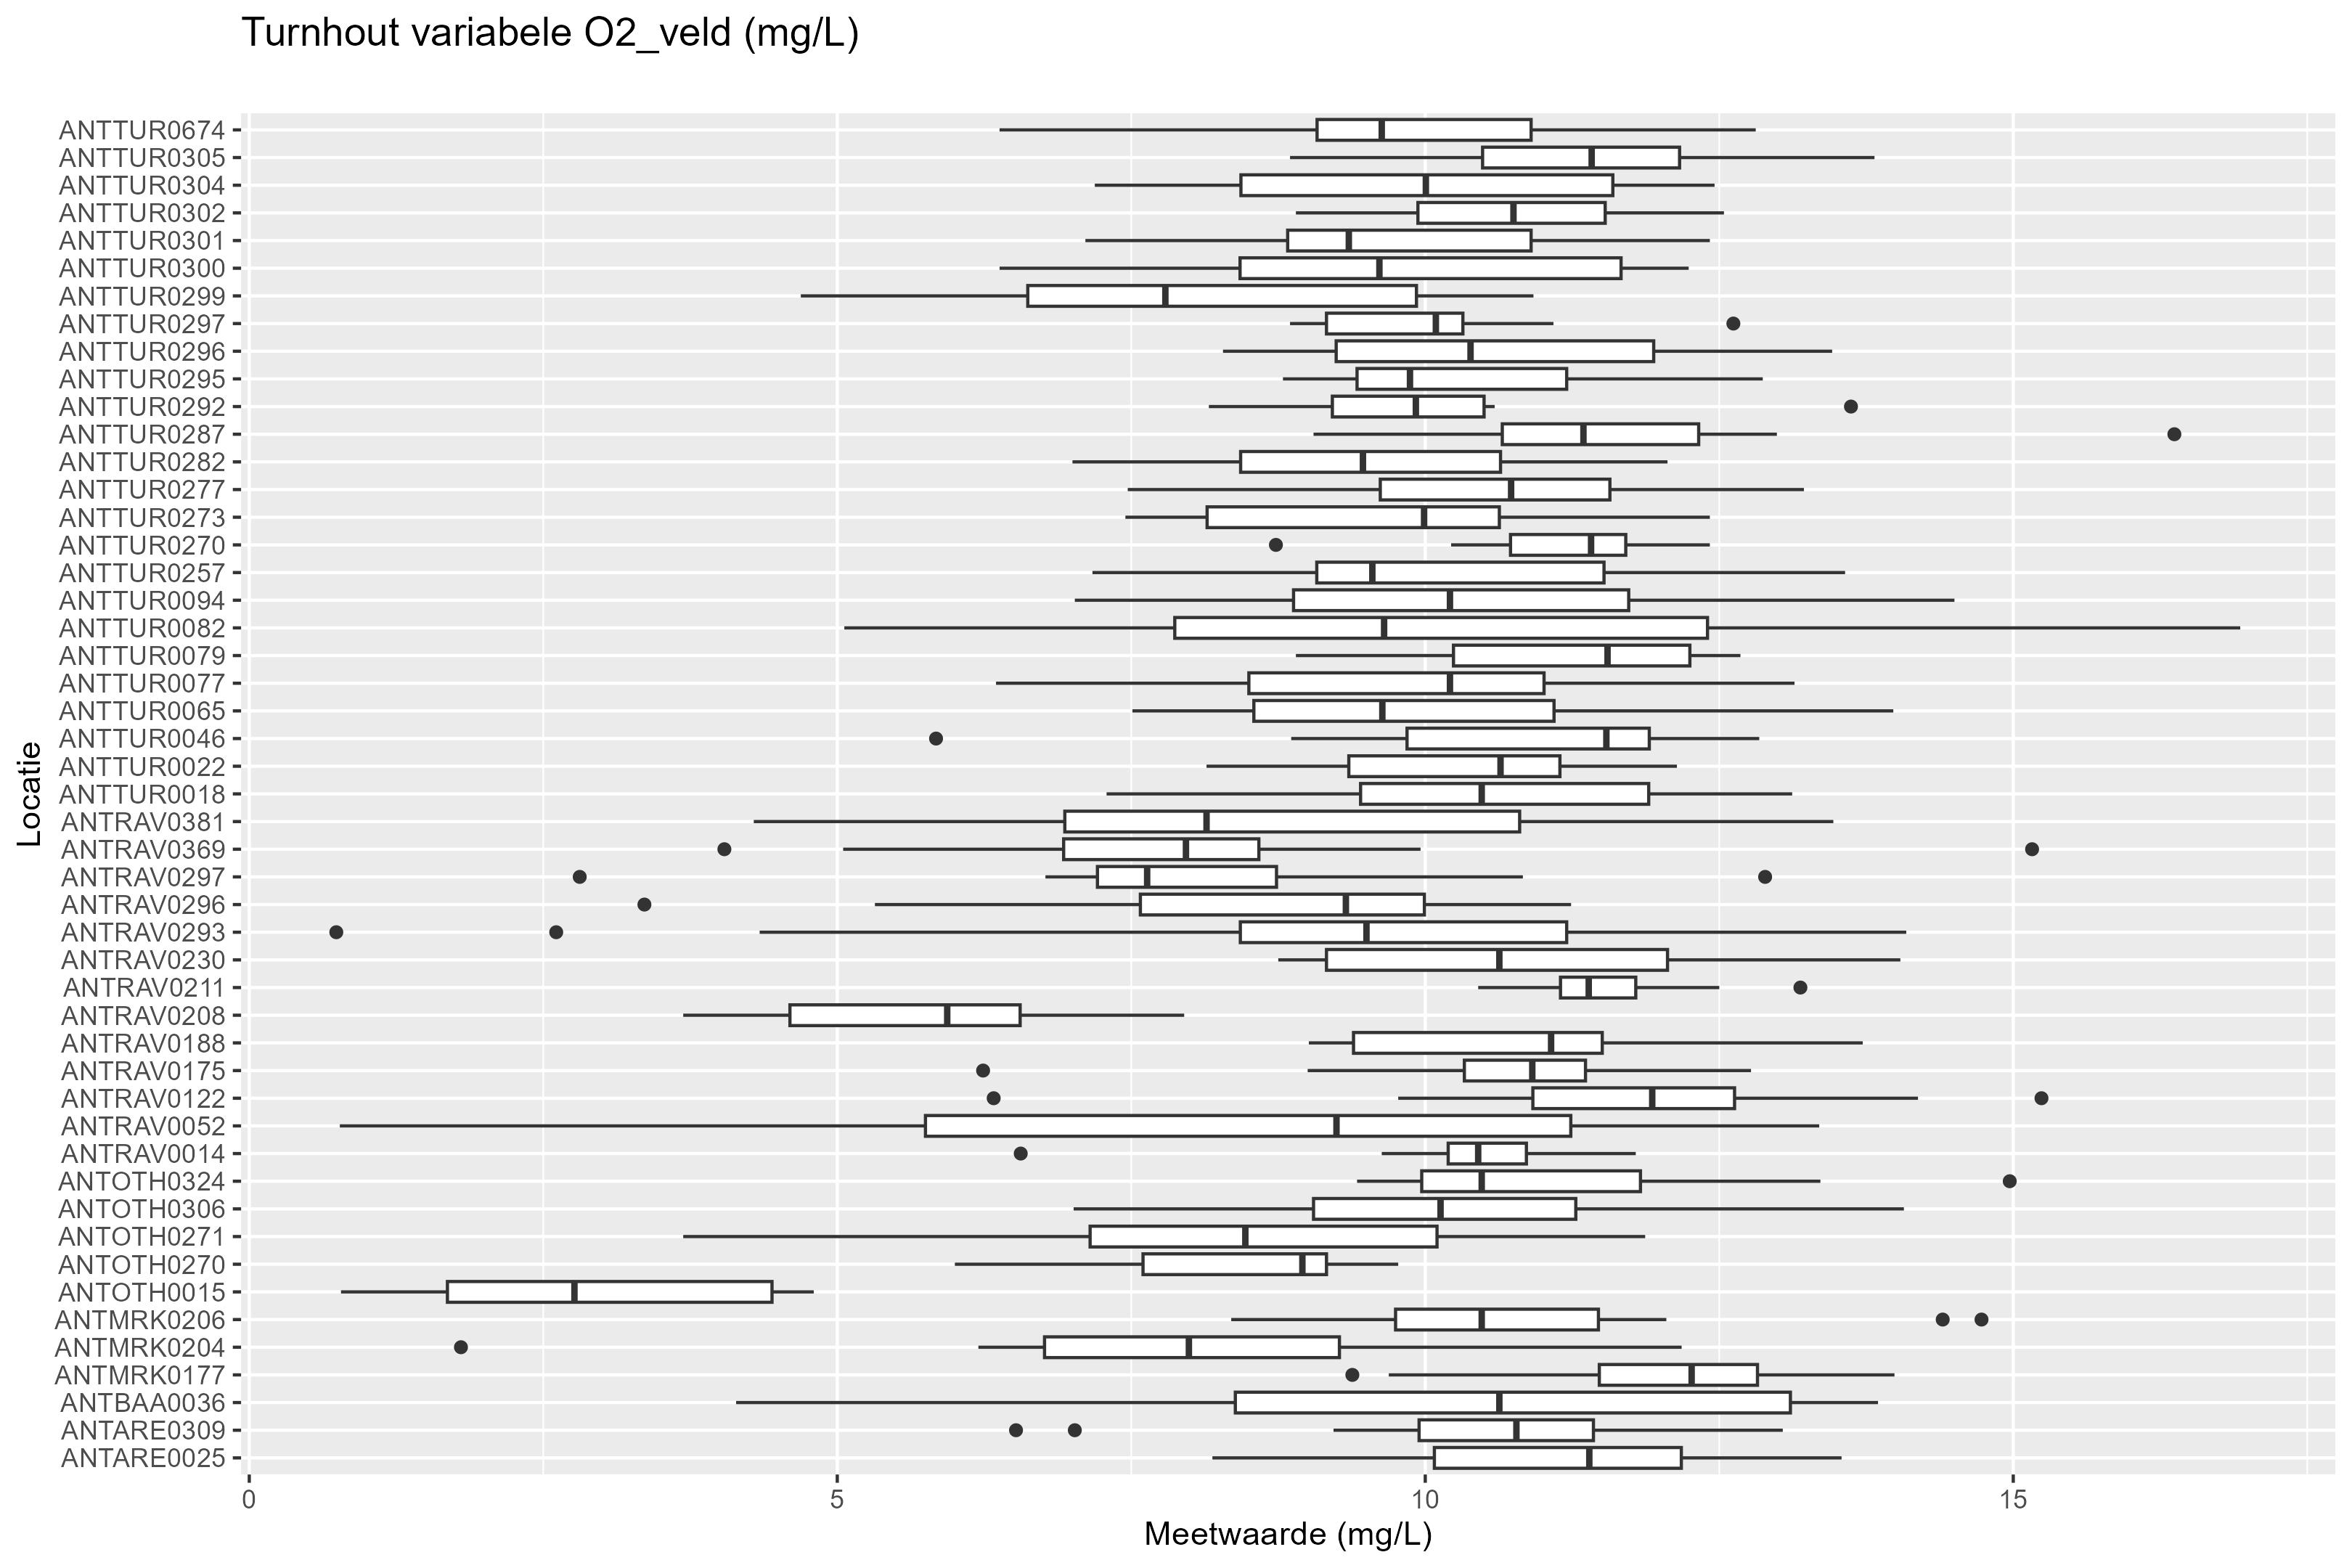 Turnhout variabele O2_veld (mg/L)
ANTTUR0674
ANTTUR0305
ANTTUR0304
ANTTUR0302
ANTTUR0301
ANTTUR0300
ANTTUR0299
ANTTUR0297
ANTTUR0296
ANTTUR0295
ANTTUR0292
ANTTUR0287
ANTTUR0282
ANTTUR0277
ANTTUR0273
ANTTUR0270
ANTTUR0257
ANTTUR0094
ANTTUR0082
ANTTUR0079
ANTTUR0077
ANTTUR0065
ANTTUR0046
ANTTUR0022
ANTTUR0018
ANTRAV0381
ANTRAV0369
ANTRAV0297
ANTRAV0296
ANTRAV0293
ANTRAV0230
ANTRAV0211
ANTRAV0208
ANTRAV0188
ANTRAV0175
ANTRAV0122
ANTRAV0052
ANTRAV0014
ANTOTH0324
ANTOTH0306
ANTOTH0271
ANTOTH0270
ANTOTH0015
ANTMRK0206
ANTMRK0204
ANTMRK0177
ANTBAA0036
ANTARE0309
ANTARE0025
Locatie
0 5 10 15
Meetwaarde (mg/L)